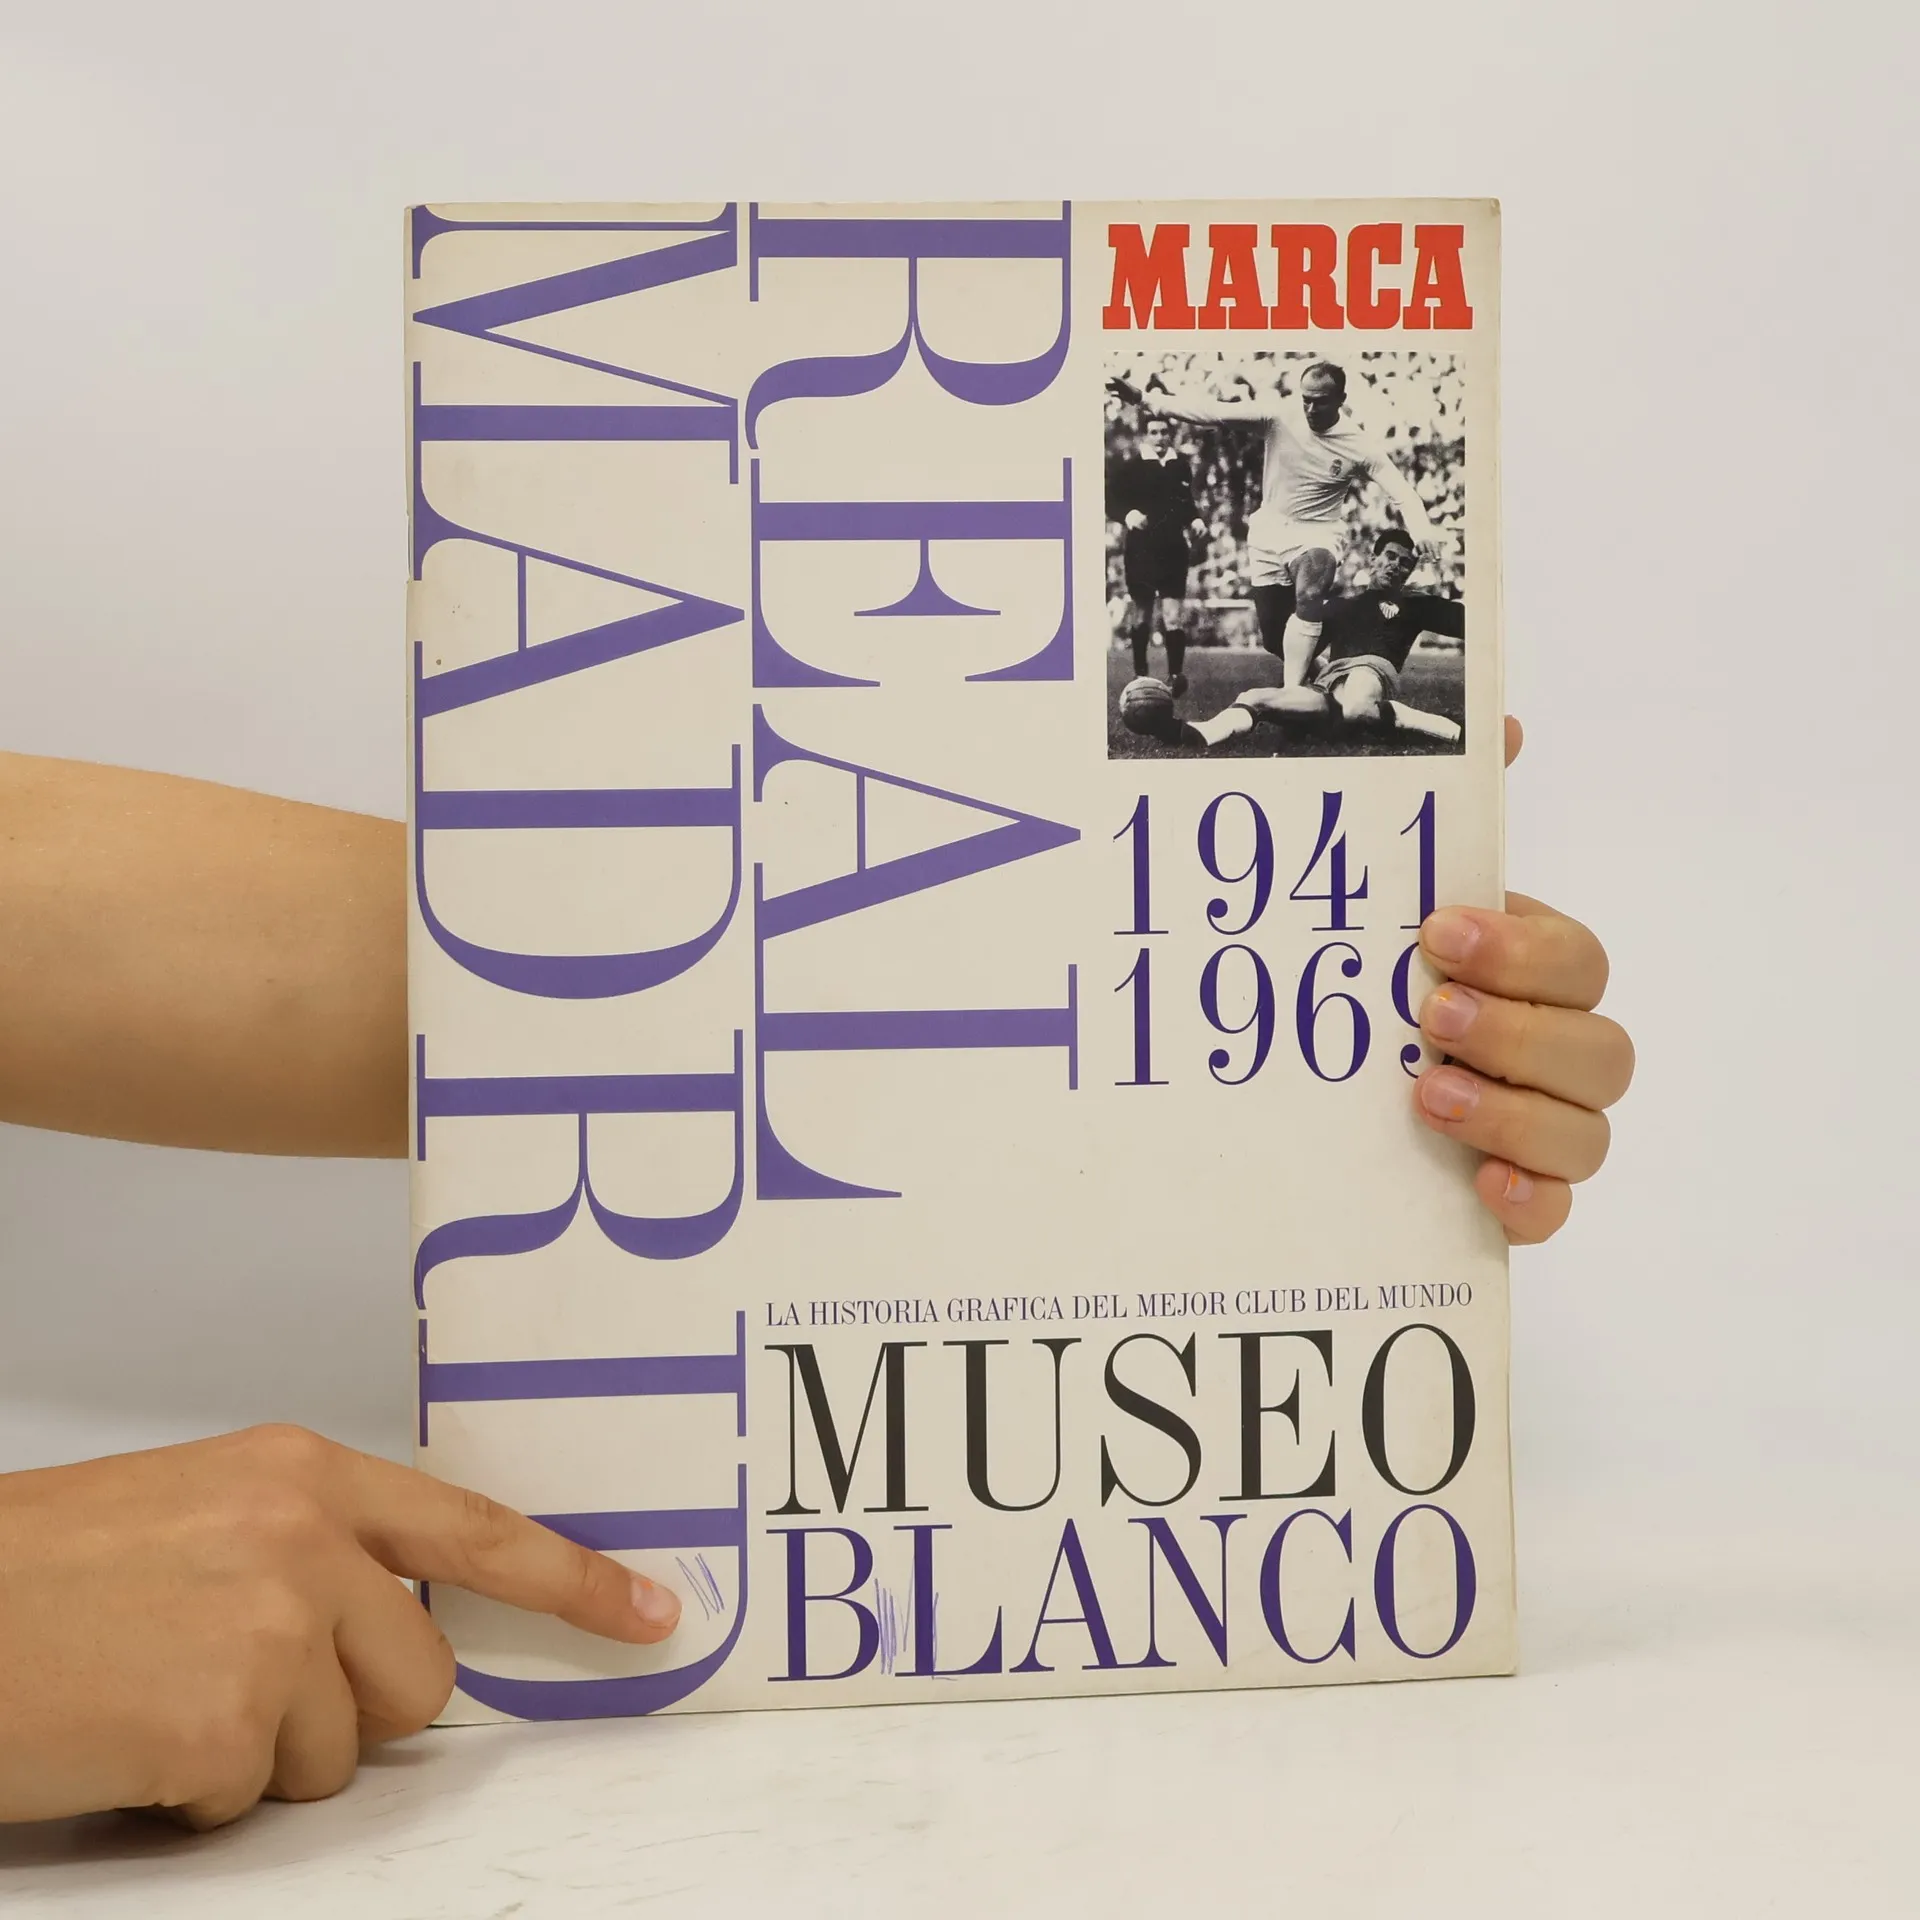 REAL
MADRID
MARCA
1941
1969
LA HISTORIA GRAFICA DEL MEJOR CLUB DEL MUNDO
MUSEO
BLANCO